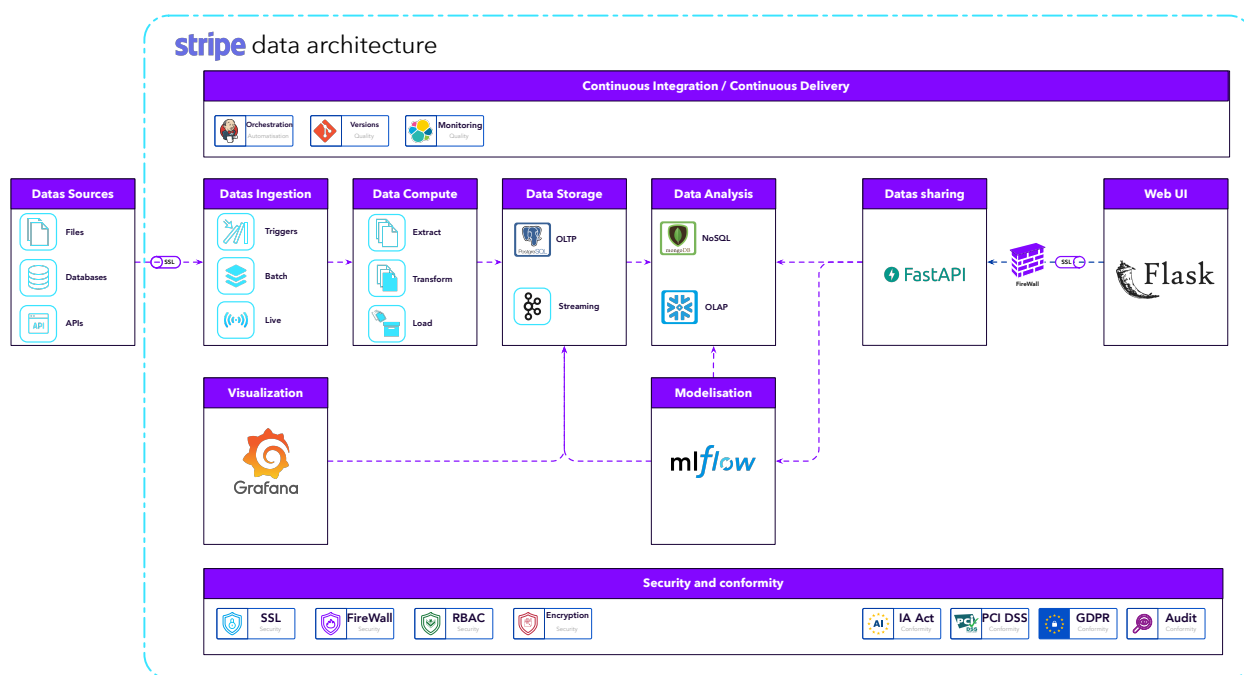 stripe data architecture
Continuous Integration / Continuous Delivery
Orchestration
Automatisation
Versions
Quality
Monitoring
Quality
Datas Sources
Files
Databases
API
APIs
SSL
Datas Ingestion
Triggers
Batch
Live
Data Compute
Extract
Transform
Load
Data Storage
PostgreSQL
OLTP
Streaming
Data Analysis
mongoDB
NoSQL
OLAP
Datas sharing
FastAPI
FireWall
SSL
Web UI
Flask
Visualization
Grafana
Modelisation
mlflow
Security and conformity
SSL
Security
FireWall
Security
RBAC
Security
Encryption
Security
AI
IA Act
Conformity
PCI
DSS
PCI DSS
Conformity
GDPR
Conformity
Audit
Conformity